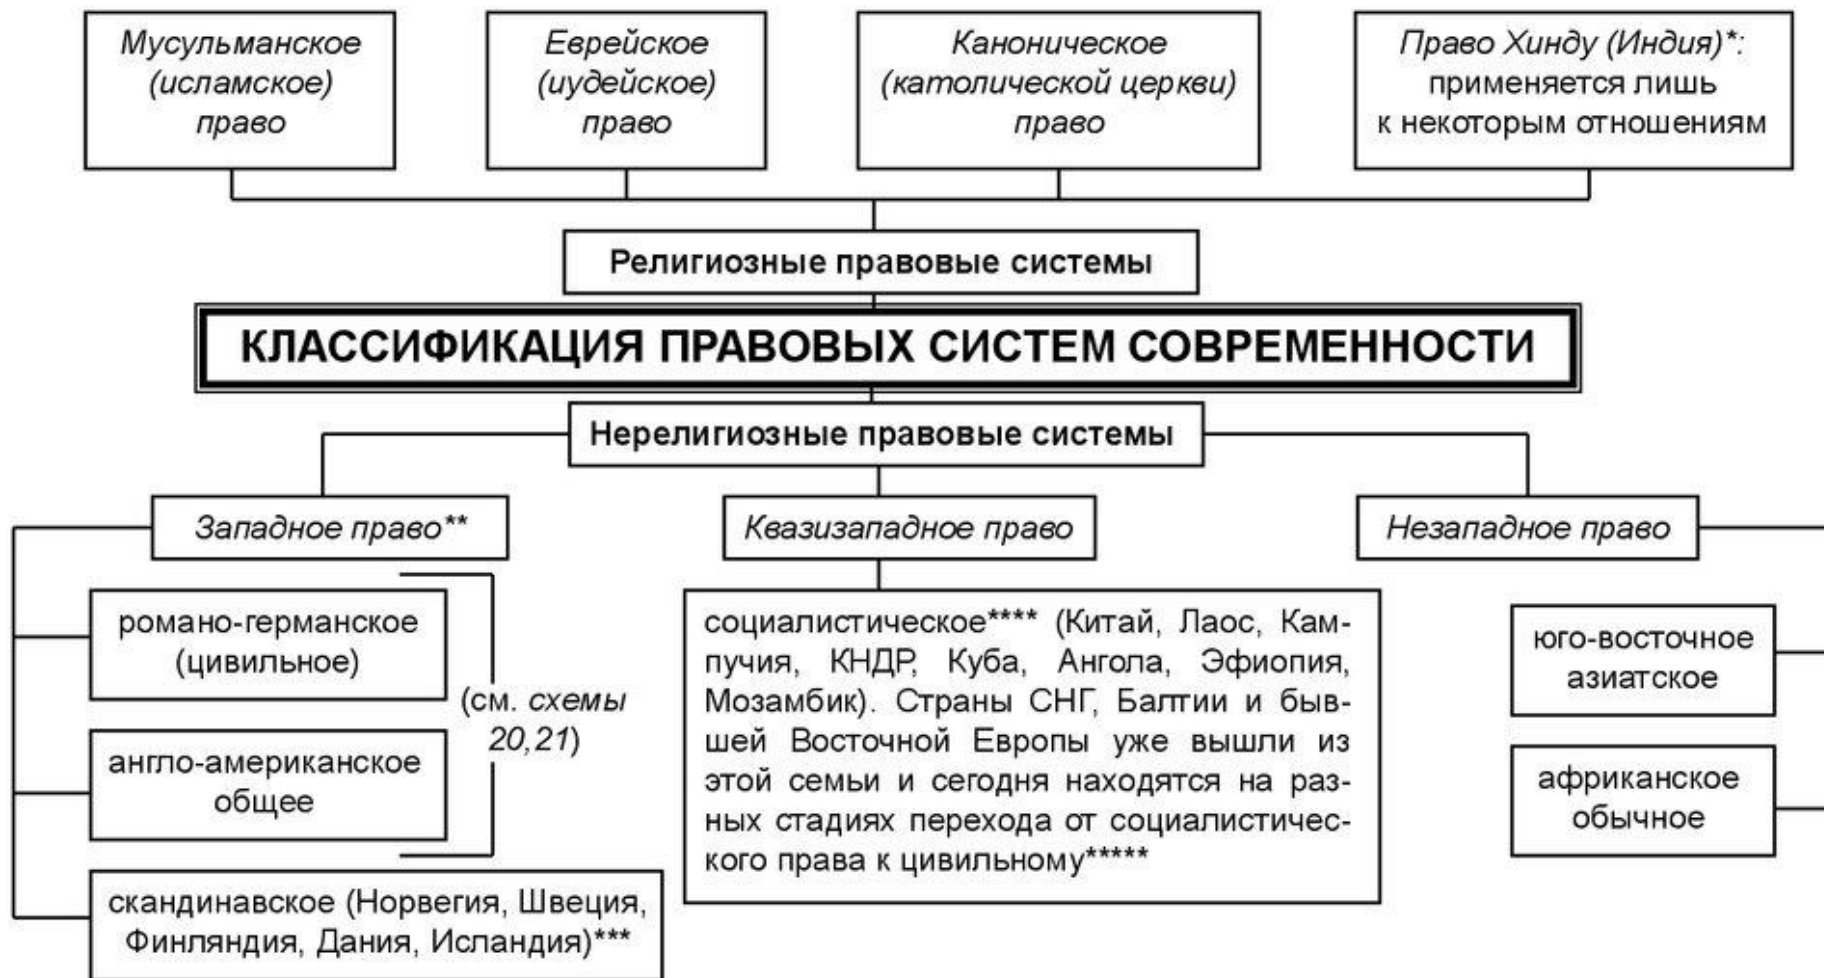 Мусульманское
(исламское)
право
Еврейское
(иудейское)
право
Каноническое
(католической церкви)
право
Право Хинду (Индия)*:
применяется лишь
к некоторым отношениям
Религиозные правовые системы
КЛАССИФИКАЦИЯ ПРАВОВЫХ СИСТЕМ СОВРЕМЕННОСТИ
Нерелигиозные правовые системы
Западное право**
Квазизападное право
Незападное право
романо-германское
(цивильное)
англо-американское
общее
(см. схемы
20,21)
скандинавское (Норвегия, Швеция,
Финляндия, Дания, Исландия)***
социалистическое**** (Китай, Лаос, Кам-
пучия, КНДР, Куба, Ангола, Эфиопия,
Мозамбик). Страны СНГ, Балтии и быв-
шей Восточной Европы уже вышли из
этой семьи и сегодня находятся на раз-
ных стадиях перехода от социалистичес-
кого права к цивильному*****
юго-восточное
азиатское
африканское
обычное